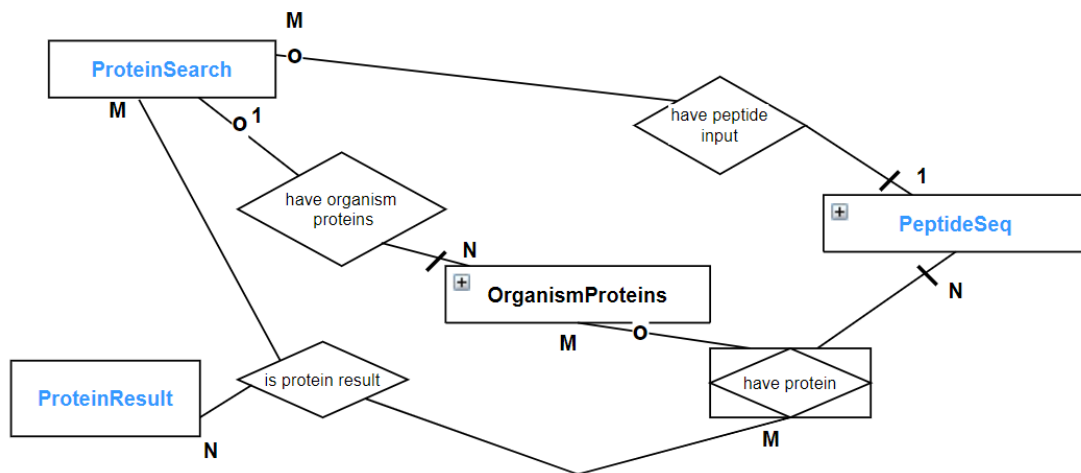 M
o
ProteinSearch
M
o 1
have peptide
input
have organism
proteins
1
PeptideSeq
N
OrganismProteins
N
M
o
is protein result
have protein
ProteinResult
N
M